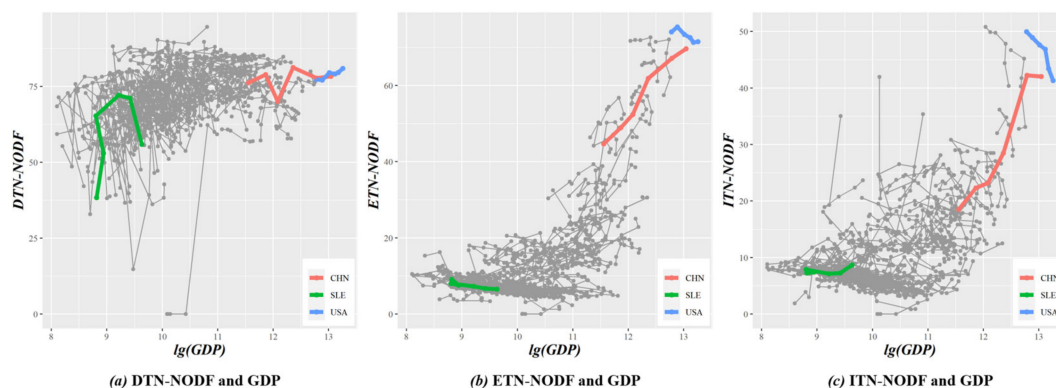 DTN-NODF
75
50
25
0
8
9
10
11
12
13
lg(GDP)
CHN
SLE
USA
(a) DTN-NODF and GDP
ETN-NODF
60
40
20
0
8
9
10
11
12
13
lg(GDP)
CHN
SLE
USA
(b) ETN-NODF and GDP
ITN-NODF
50
40
30
20
10
0
8
9
10
11
12
13
lg(GDP)
CHN
SLE
USA
(c) ITN-NODF and GDP